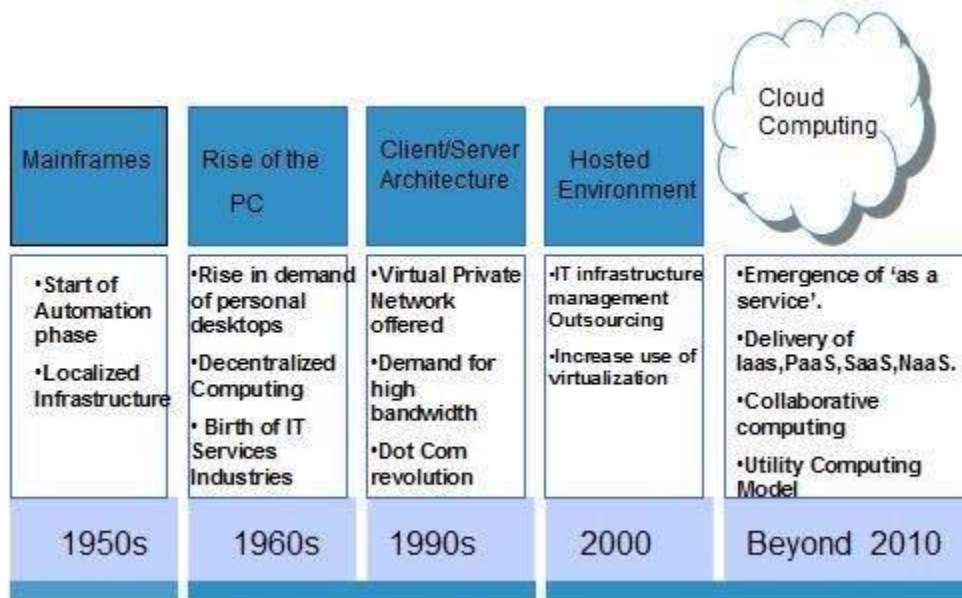 Mainframes
Rise of the
PC
Client/Server
Architecture
Hosted
Environment
Cloud
Computing
•Start of
Automation
phase
•Localized
Infrastructure
•Rise in demand
of personal
desktops
•Decentralized
Computing
• Birth of IT
Services
Industries
•Virtual Private
Network
offered
•Demand for
high
bandwidth
•Dot Com
revolution
•IT infrastructure
management
Outsourcing
•Increase use of
virtualization
•Emergence of ‘as a
service’.
•Delivery of
Iaas,PaaS,SaaS,NaaS.
•Collaborative
computing
•Utility Computing
Model
1950s
1960s
1990s
2000
Beyond 2010